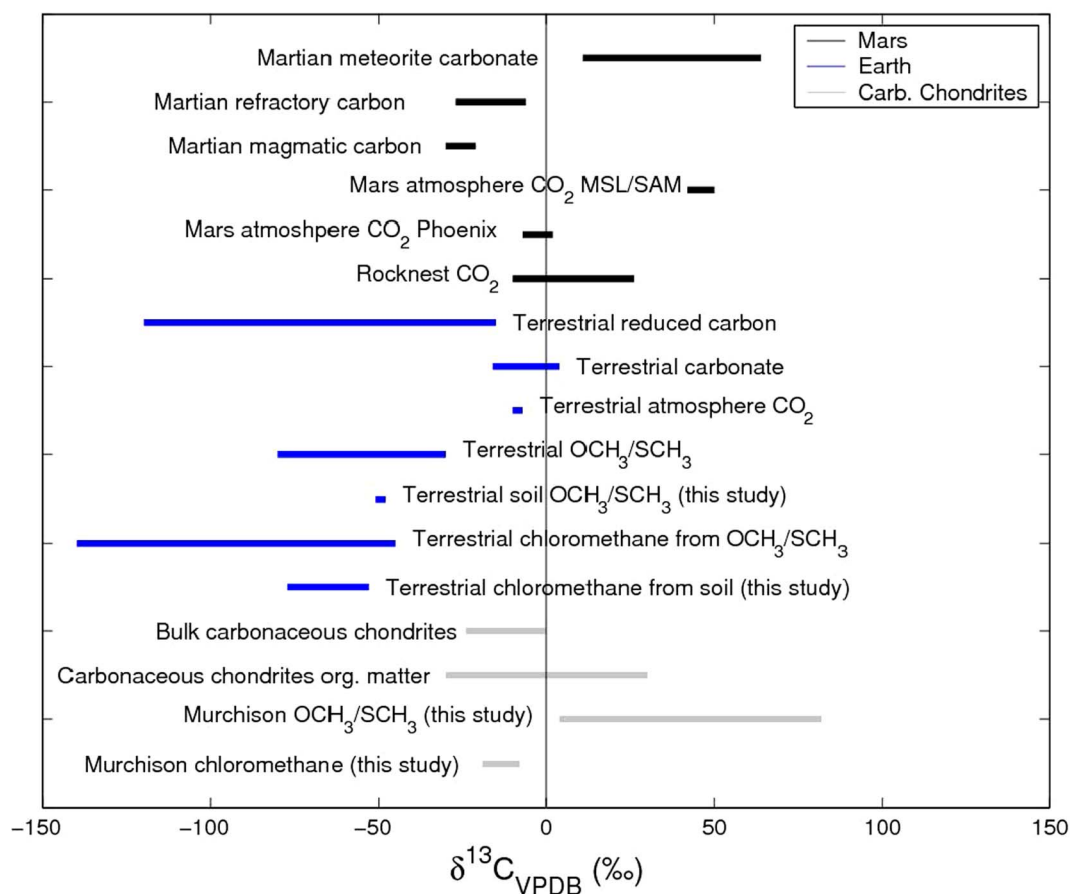 Mars
Earth
Carb. Chondrites
Martian meteorite carbonate
Martian refractory carbon
Martian magmatic carbon
Mars atmosphere CO₂ MSL/SAM
Mars atmoshpere CO₂ Phoenix
Rocknest CO₂
Terrestrial reduced carbon
Terrestrial carbonate
Terrestrial atmosphere CO₂
Terrestrial OCH₃/SCH₃
Terrestrial soil OCH₃/SCH₃ (this study)
Terrestrial chloromethane from OCH₃/SCH₃
Terrestrial chloromethane from soil (this study)
Bulk carbonaceous chondrites
Carbonaceous chondrites org. matter
Murchison OCH₃/SCH₃ (this study)
Murchison chloromethane (this study)
−150 −100 −50 0 50 100 150
δ¹³C_VPDB (‰)